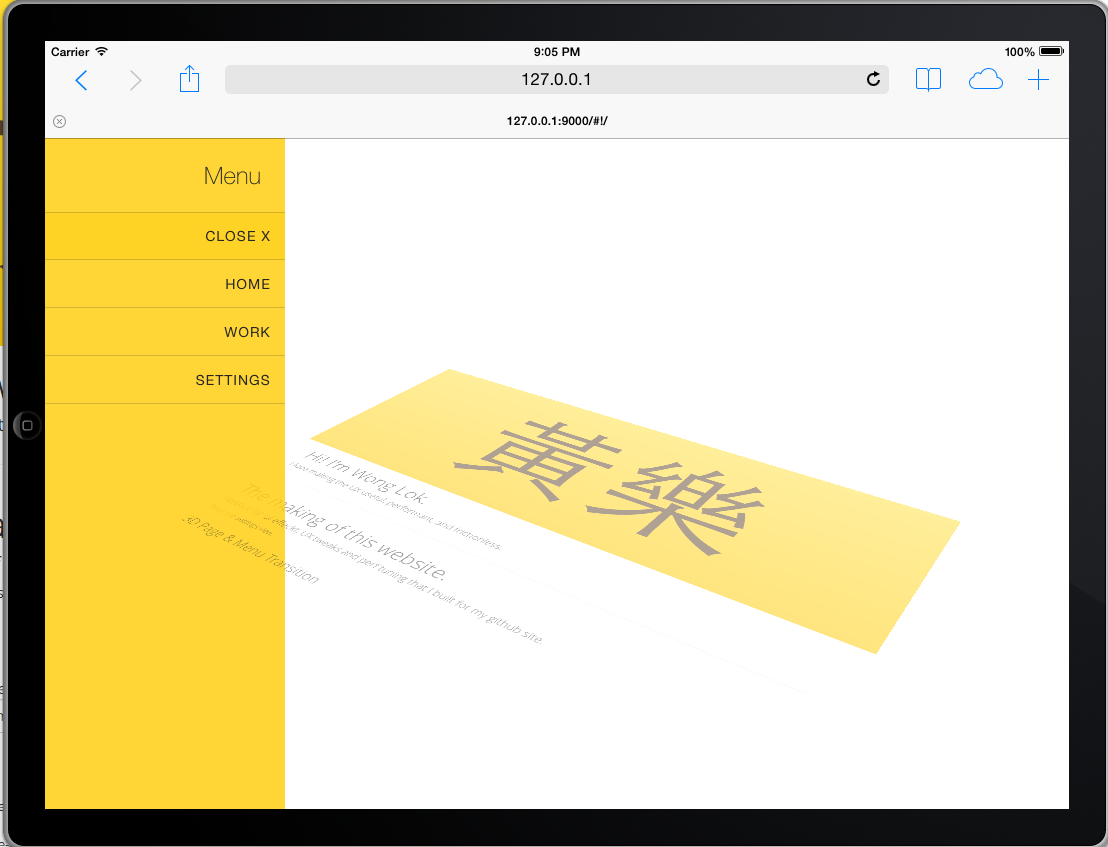 Carrier
9:05 PM
100%
127.0.0.1
127.0.0.1:9000/#!/
Menu
CLOSE X
HOME
WORK
SETTINGS
黃樂
Hi! I'm Wong Lok.
I love making the UX useful, performant, and frictionless.
The making of this website.
effects, UX tweaks and perf tuning that I built for my github site.
3D Page & Menu Transition